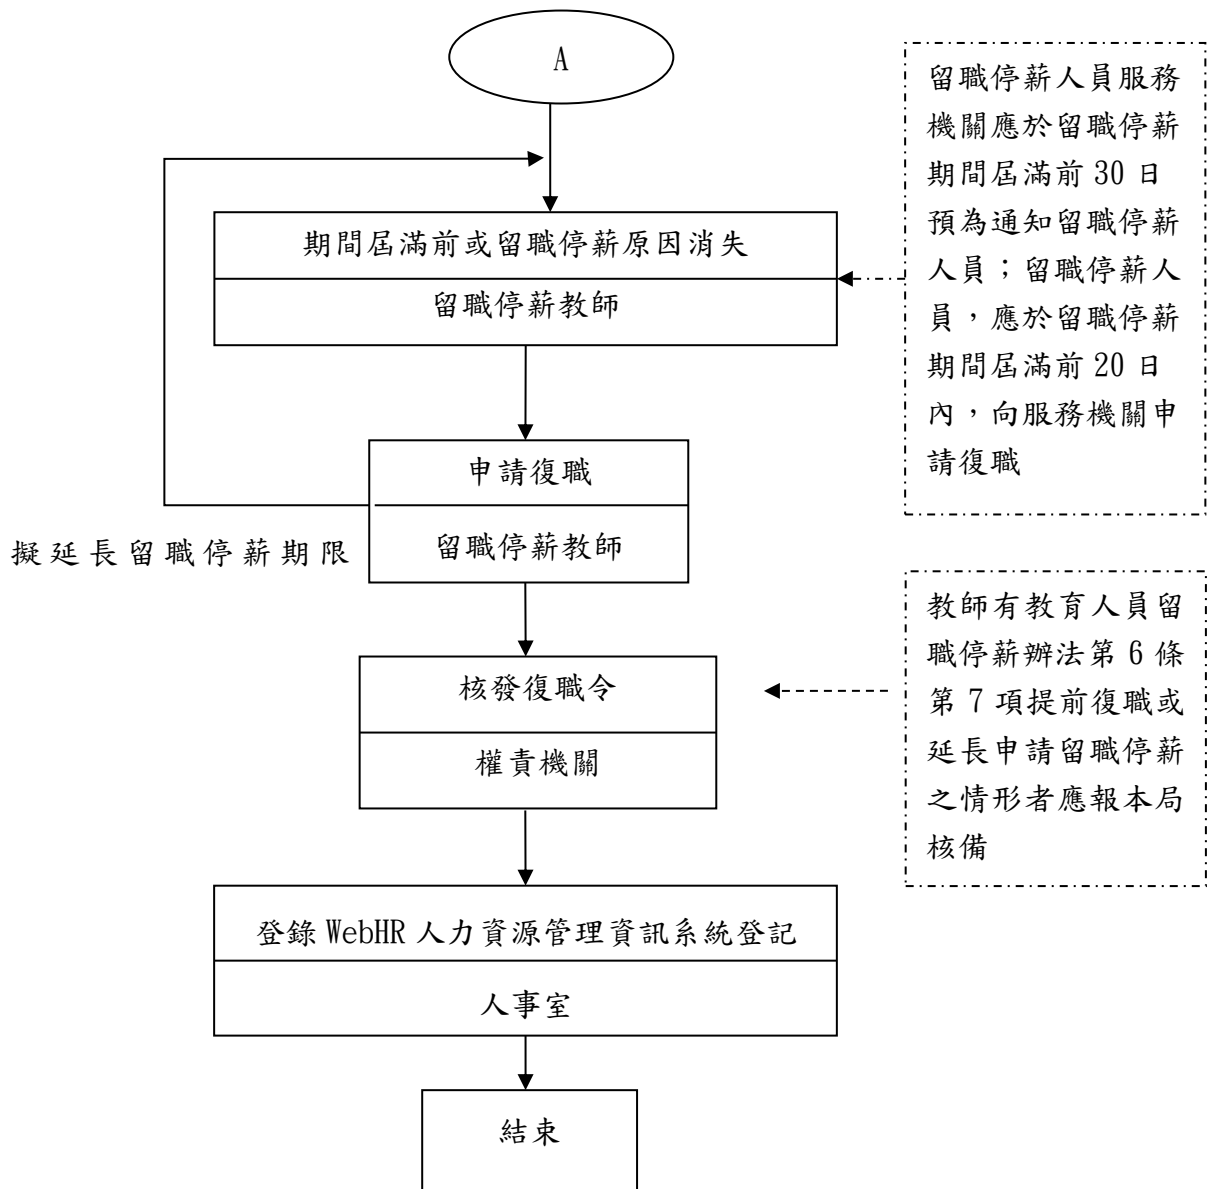 A
留職停薪人員服務
機關應於留職停薪
期間屆滿前 30 日
預為通知留職停薪
人員；留職停薪人
員，應於留職停薪
期間屆滿前 20 日
內，向服務機關申
請復職
期間屆滿前或留職停薪原因消失
留職停薪教師
申請復職
留職停薪教師
擬延長留職停薪期限
教師有教育人員留
職停薪辦法第 6 條
第 7 項提前復職或
延長申請留職停薪
之情形者應報本局
核備
核發復職令
權責機關
登錄 WebHR 人力資源管理資訊系統登記
人事室
結束